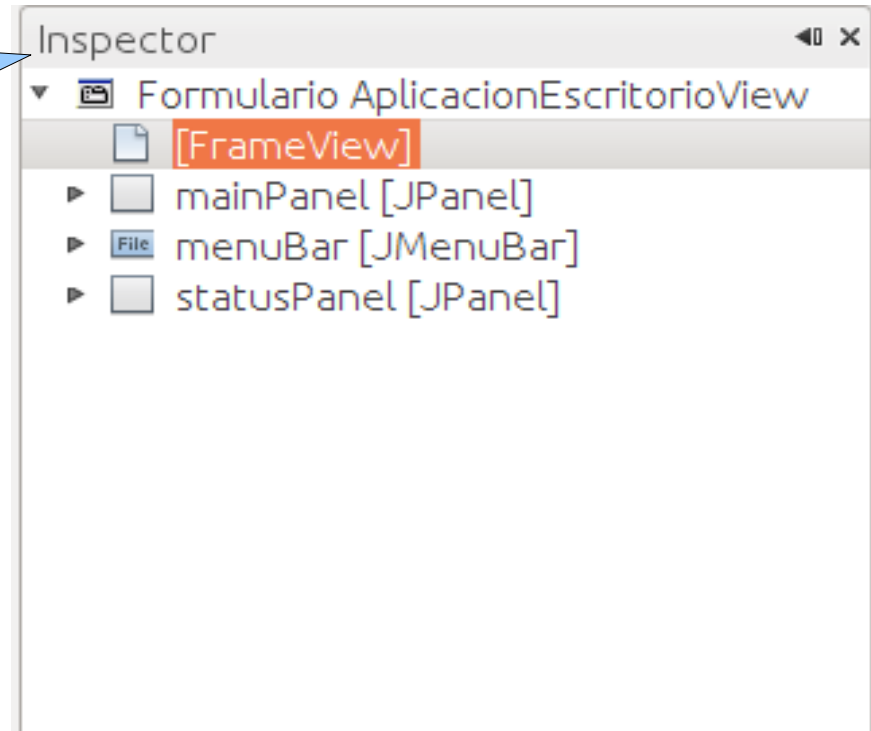 Inspector
Formulario AplicacionEscritorioView
[FrameView]
mainPanel [JPanel]
File menuBar [JMenuBar]
statusPanel [JPanel]